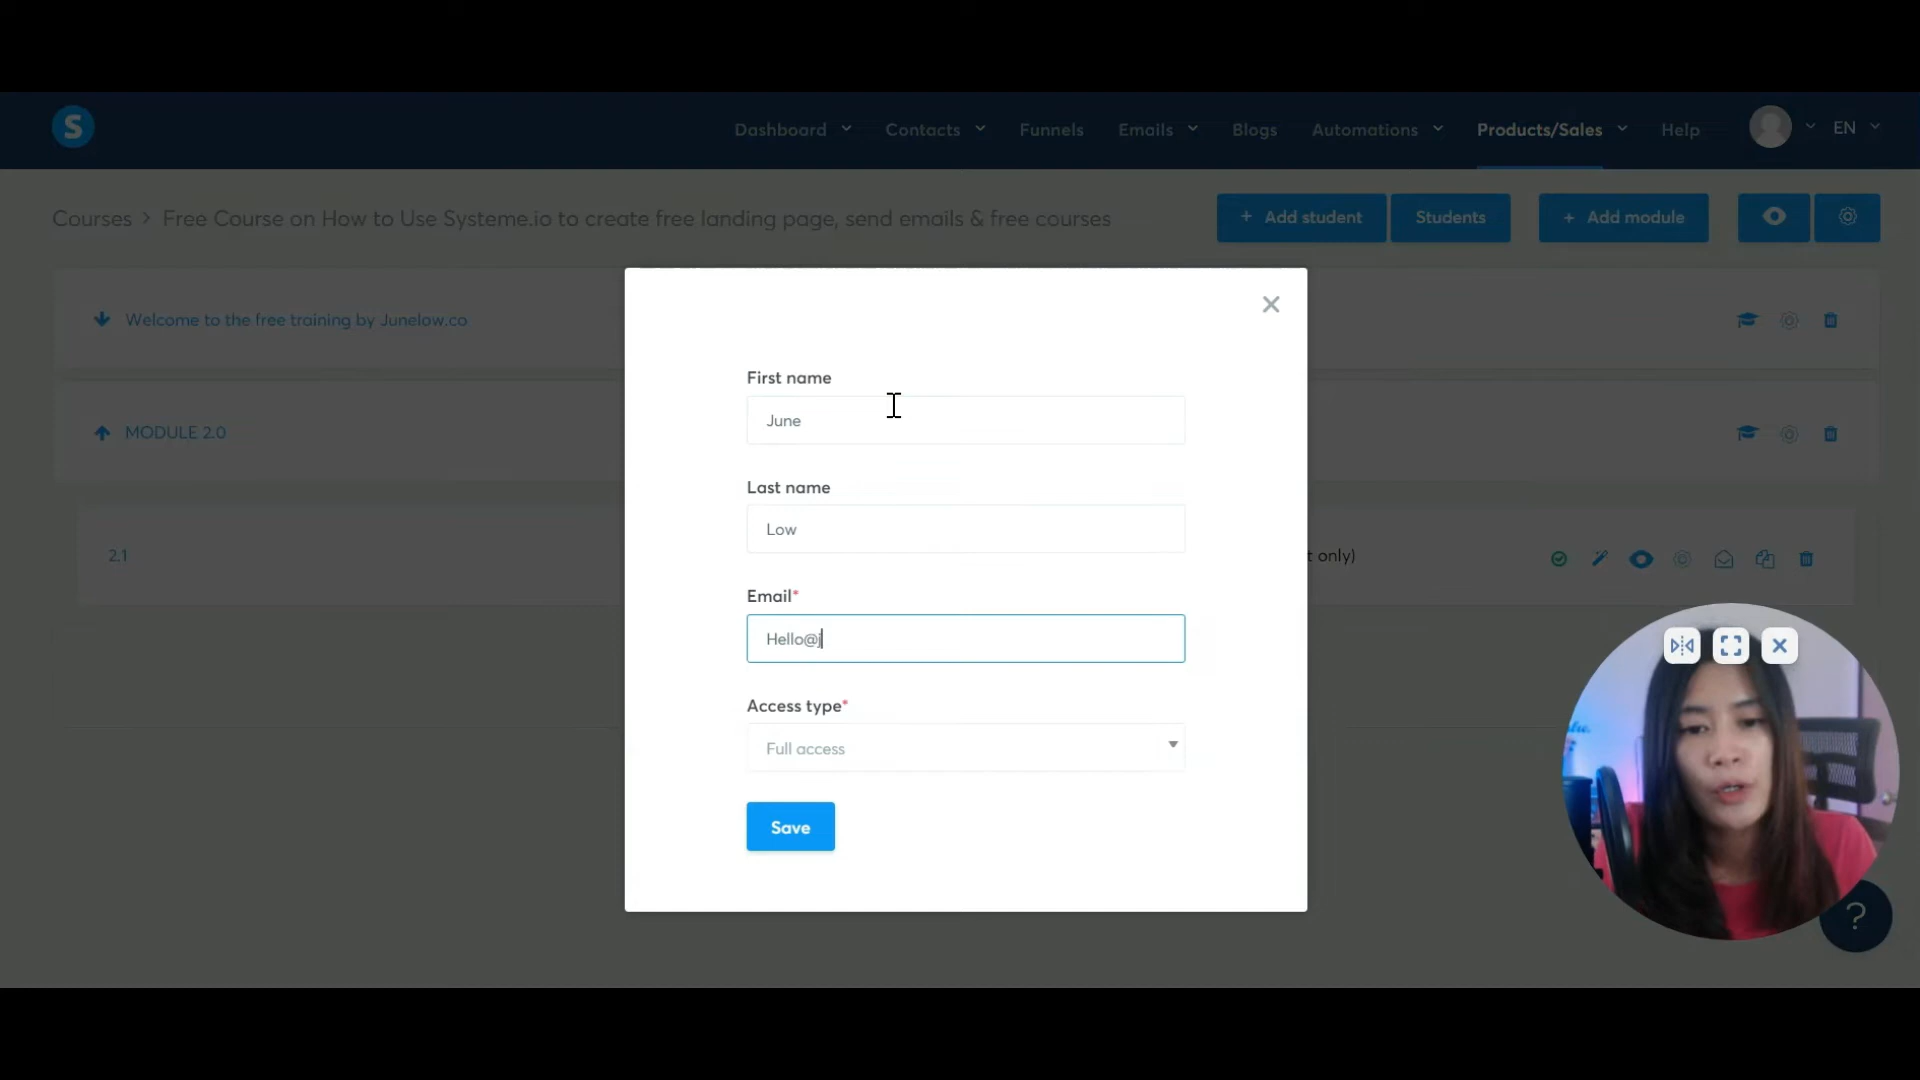 S
Dashboard Contacts Funnels Emails Blogs Automations Products/Sales Help EN
Courses > Free Course on How to Use Systeme.io to create free landing page, send emails & free courses
+ Add student Students + Add module
Welcome to the free training by Junelow.co
MODULE 2.0
2.1
t only)
First name
June
Last name
Low
Email*
Hello@j
Access type*
Full access
Save
?